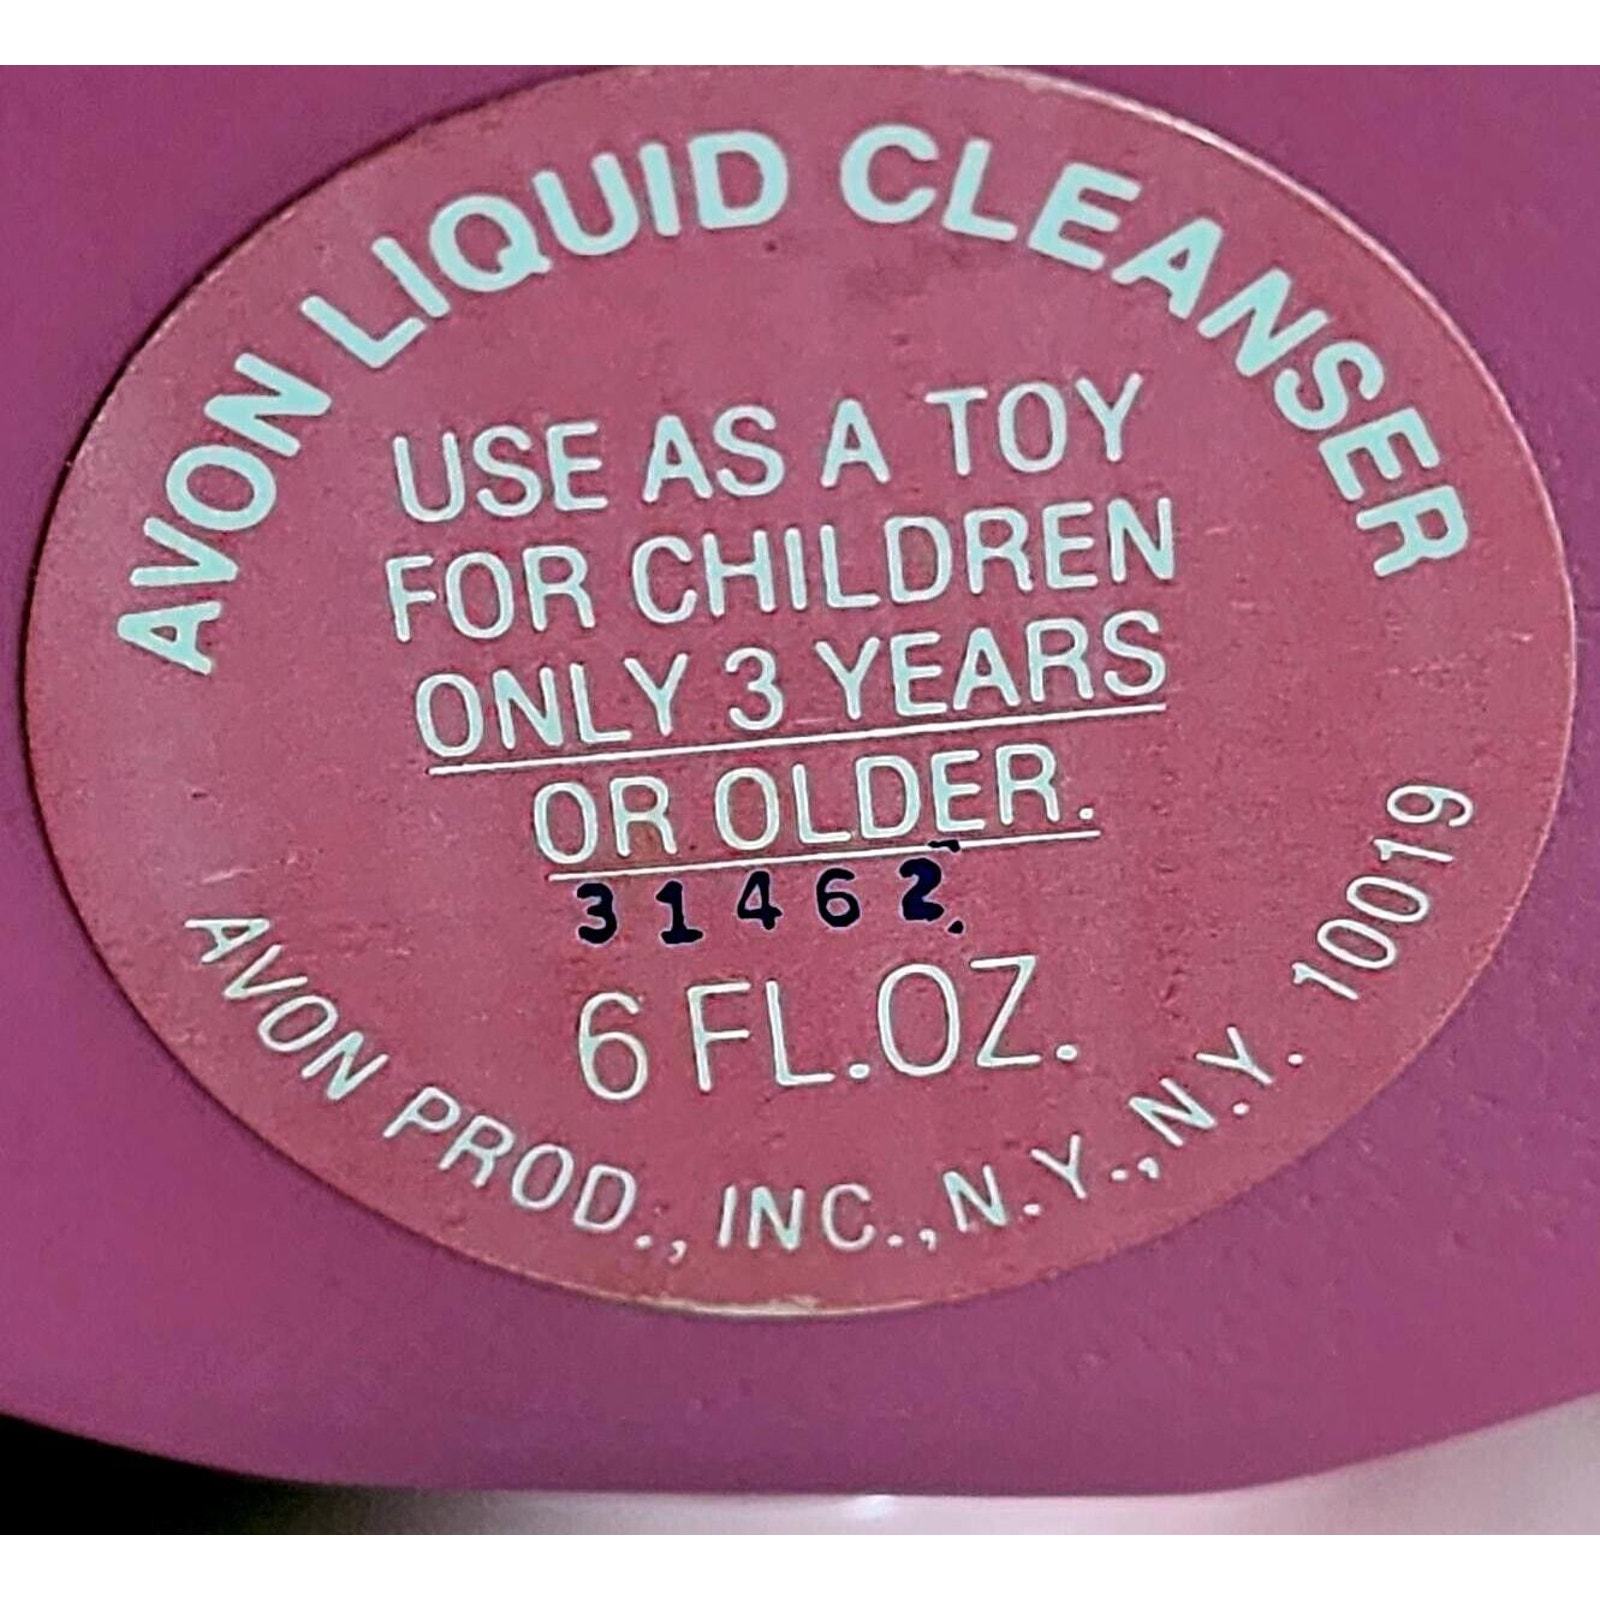 AVON LIQUID CLEANSER
USE AS A TOY
FOR CHILDREN
ONLY 3 YEARS
OR OLDER.
31462
6 FL.OZ.
AVON PROD., INC., N.Y., N.Y. 10019